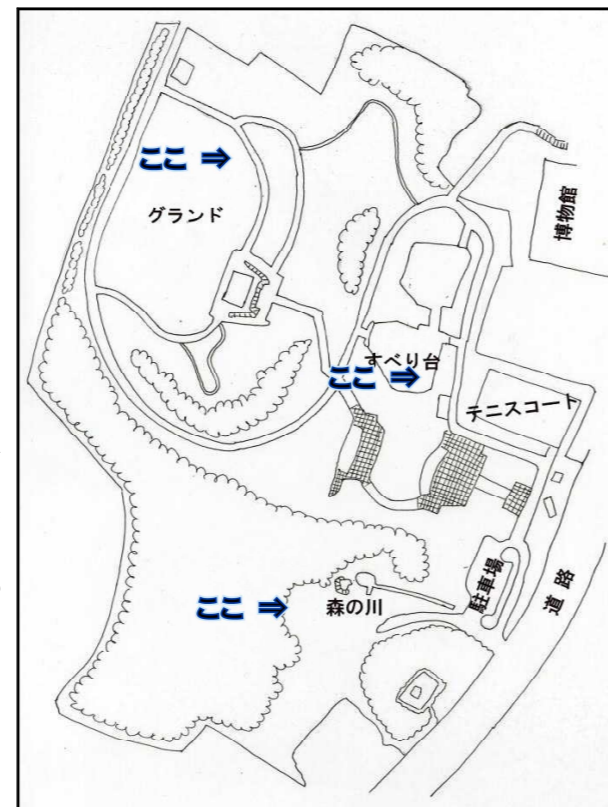 ここ ⇒
グランド
博物館
すべり台
ここ ⇒
テニスコート
駐車場
道路
ここ ⇒
森の川